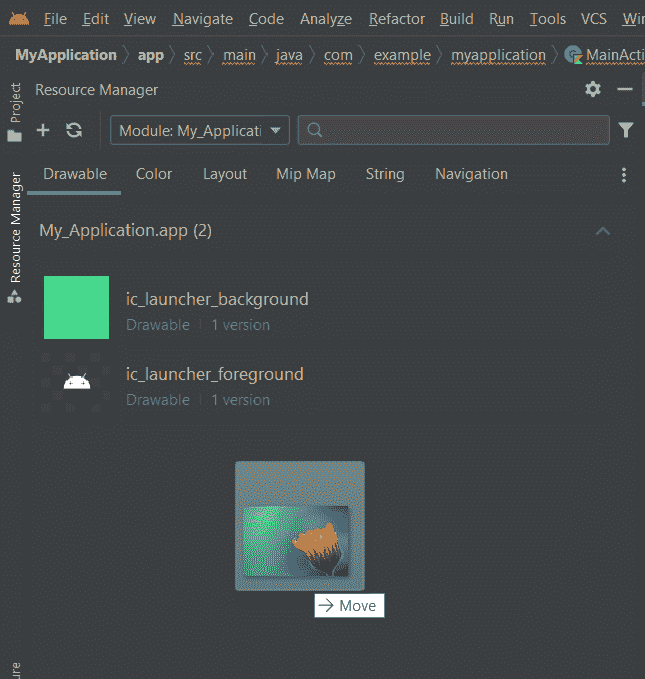 File Edit View Navigate Code Analyze Refactor Build Run Tools VCS Win
MyApplication app src main java com example myapplication MainActi
Project
Resource Manager
Resource Manager
Module: My_Applicati
Drawable Color Layout Mip Map String Navigation
My_Application.app (2)
ic_launcher_background
Drawable | 1 version
ic_launcher_foreground
Drawable | 1 version
→ Move
ure